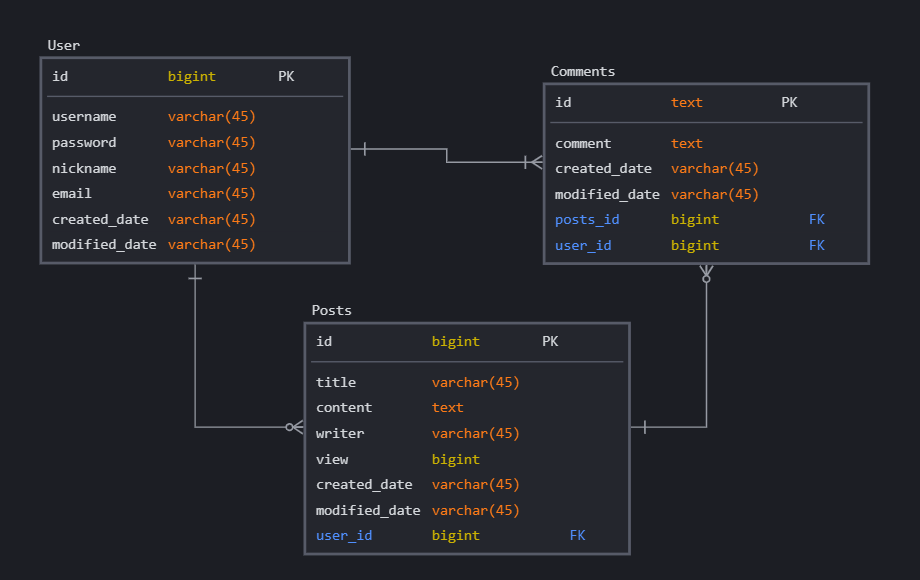 User
id bigint PK
username varchar(45)
password varchar(45)
nickname varchar(45)
email varchar(45)
created_date varchar(45)
modified_date varchar(45)
Comments
id text PK
comment text
created_date varchar(45)
modified_date varchar(45)
posts_id bigint FK
user_id bigint FK
Posts
id bigint PK
title varchar(45)
content text
writer varchar(45)
view bigint
created_date varchar(45)
modified_date varchar(45)
user_id bigint FK